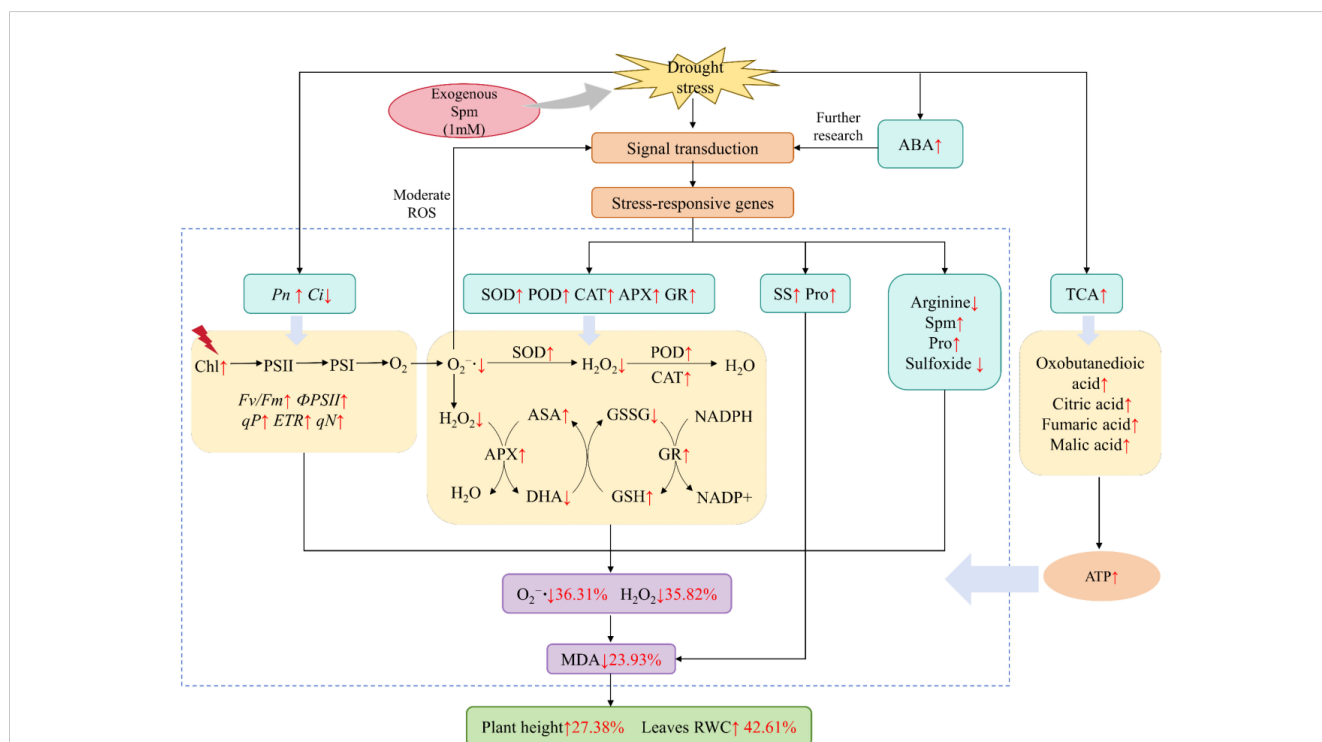 Drought
stress
Exogenous
Spm
(1mM)
Further
research
Signal transduction
ABA↑
Moderate
ROS
Stress-responsive genes
Pn ↑ Ci↓
SOD↑ POD↑ CAT↑ APX↑ GR↑
SS↑ Pro↑
Arginine↓
Spm↑
Pro↑
Sulfoxide ↓
TCA↑
Chl↑ PSII PSI O₂
Fv/Fm↑ ΦPSII↑
qP↑ ETR↑ qN↑
O₂⁻·↓ SOD↑ H₂O₂↓ POD↑ H₂O
CAT↑
H₂O₂↓ ASA↑ GSSG↓ NADPH
APX↑ GR↑
H₂O DHA↓ GSH↑ NADP+
Oxobutanedioic
acid↑
Citric acid↑
Fumaric acid↑
Malic acid↑
ATP↑
O₂⁻·↓36.31% H₂O₂↓35.82%
MDA↓23.93%
Plant height↑27.38% Leaves RWC↑ 42.61%